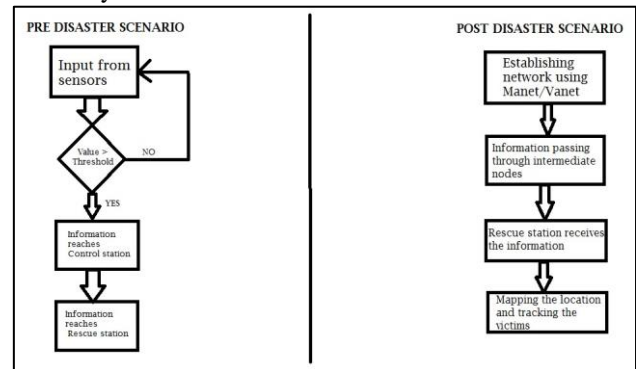 PRE DISASTER SCENARIO
Input from
sensors
Value >
Threshold
NO
YES
Information
reaches
Control station
Information
reaches
Rescue station
POST DISASTER SCENARIO
Establishing
network using
Manet/Vanet
Information passing
through intermediate
nodes
Rescue station receives
the information
Mapping the location
and tracking the
victims